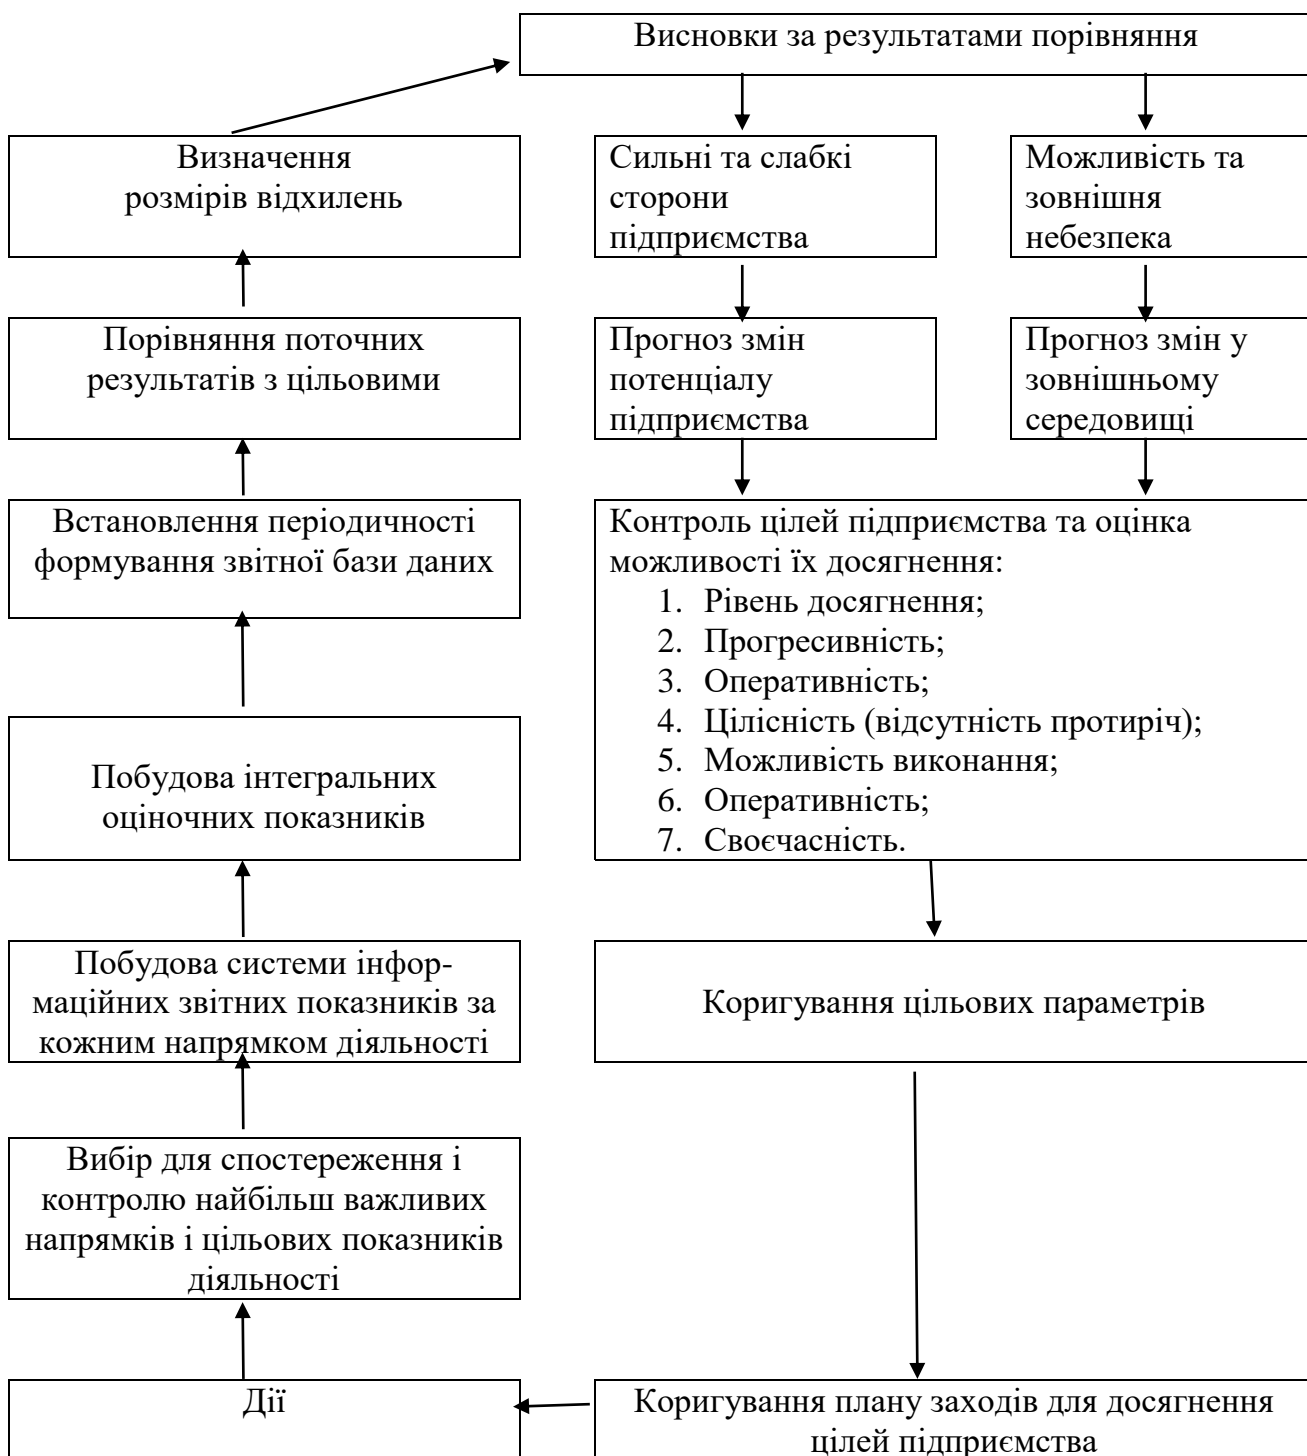 Висновки за результатами порівняння
Визначення
розмірів відхилень
Сильні та слабкі
сторони
підприємства
Можливість та
зовнішня
небезпека
Порівняння поточних
результатів з цільовими
Прогноз змін
потенціалу
підприємства
Прогноз змін у
зовнішньому
середовищі
Встановлення періодичності
формування звітної бази даних
Контроль цілей підприємства та оцінка
можливості їх досягнення:
1. Рівень досягнення;
2. Прогресивність;
3. Оперативність;
4. Цілісність (відсутність протиріч);
5. Можливість виконання;
6. Оперативність;
7. Своєчасність.
Побудова інтегральних
оціночних показників
Побудова системи інфор-
маційних звітних показників за
кожним напрямком діяльності
Коригування цільових параметрів
Вибір для спостереження і
контролю найбільш важливих
напрямків і цільових показників
діяльності
Дії
Коригування плану заходів для досягнення
цілей підприємства